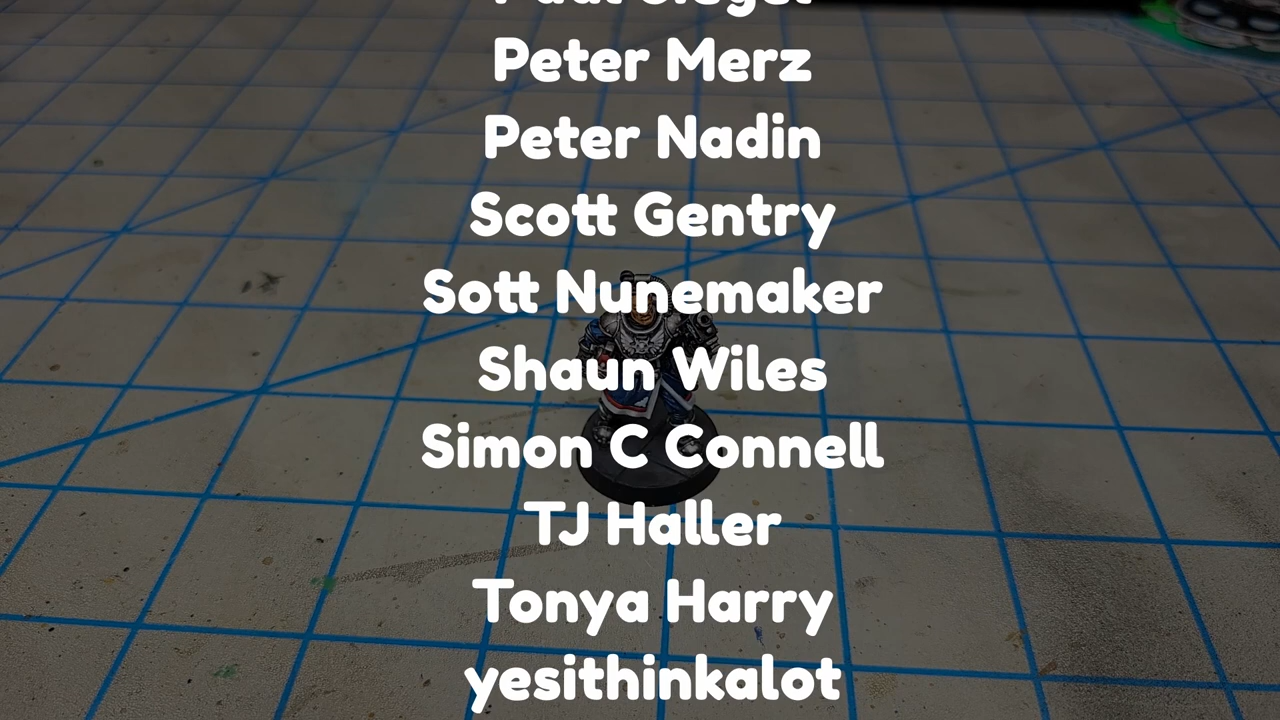 Peter Merz
Peter Nadin
Scott Gentry
Sott Nunemaker
Shaun Wiles
Simon C Connell
TJ Haller
Tonya Harry
yesithinkalot